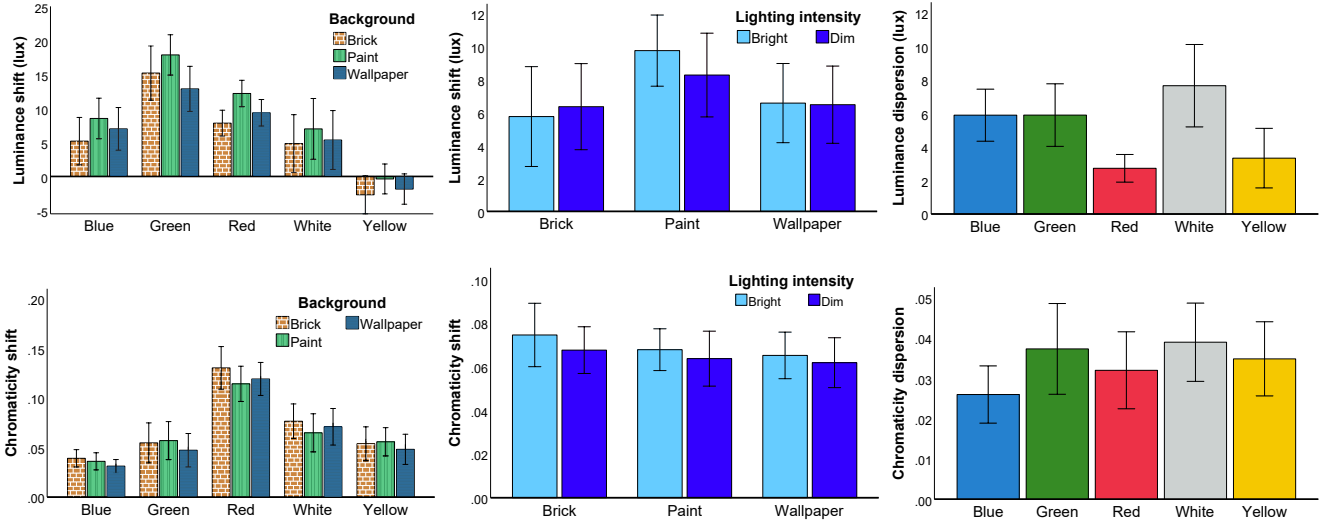 Luminance shift (lux)
25
20
15
10
5
0
-5
Background
Brick
Paint
Wallpaper
Blue Green Red White Yellow
Luminance shift (lux)
12
10
8
6
4
2
0
Lighting intensity
Bright Dim
Brick Paint Wallpaper
Luminance dispersion (lux)
12
10
8
6
4
2
0
Blue Green Red White Yellow
Chromaticity shift
.20
.15
.10
.05
.00
Background
Brick Wallpaper
Paint
Blue Green Red White Yellow
Chromaticity shift
.10
.08
.06
.04
.02
.00
Lighting intensity
Bright Dim
Brick Paint Wallpaper
Chromaticity dispersion
.05
.04
.03
.02
.01
.00
Blue Green Red White Yellow